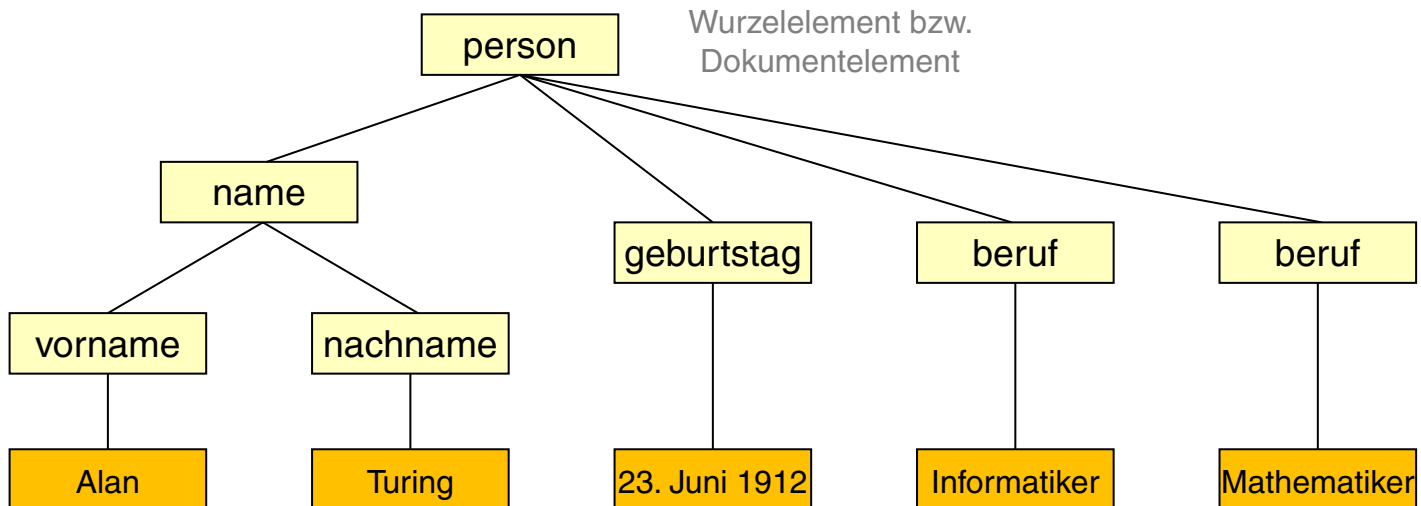 person
Wurzelelement bzw.
Dokumentelement
name
geburtstag
beruf
beruf
vorname
nachname
Alan
Turing
23. Juni 1912
Informatiker
Mathematiker